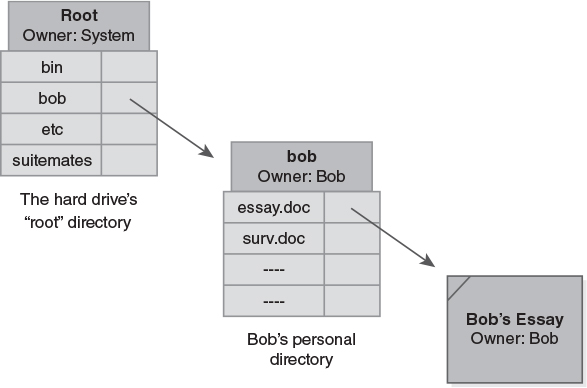 Root
Owner: System
bin
bob
etc
suitemates
The hard drive's
“root” directory
bob
Owner: Bob
essay.doc
surv.doc
----
----
Bob's personal
directory
Bob's Essay
Owner: Bob